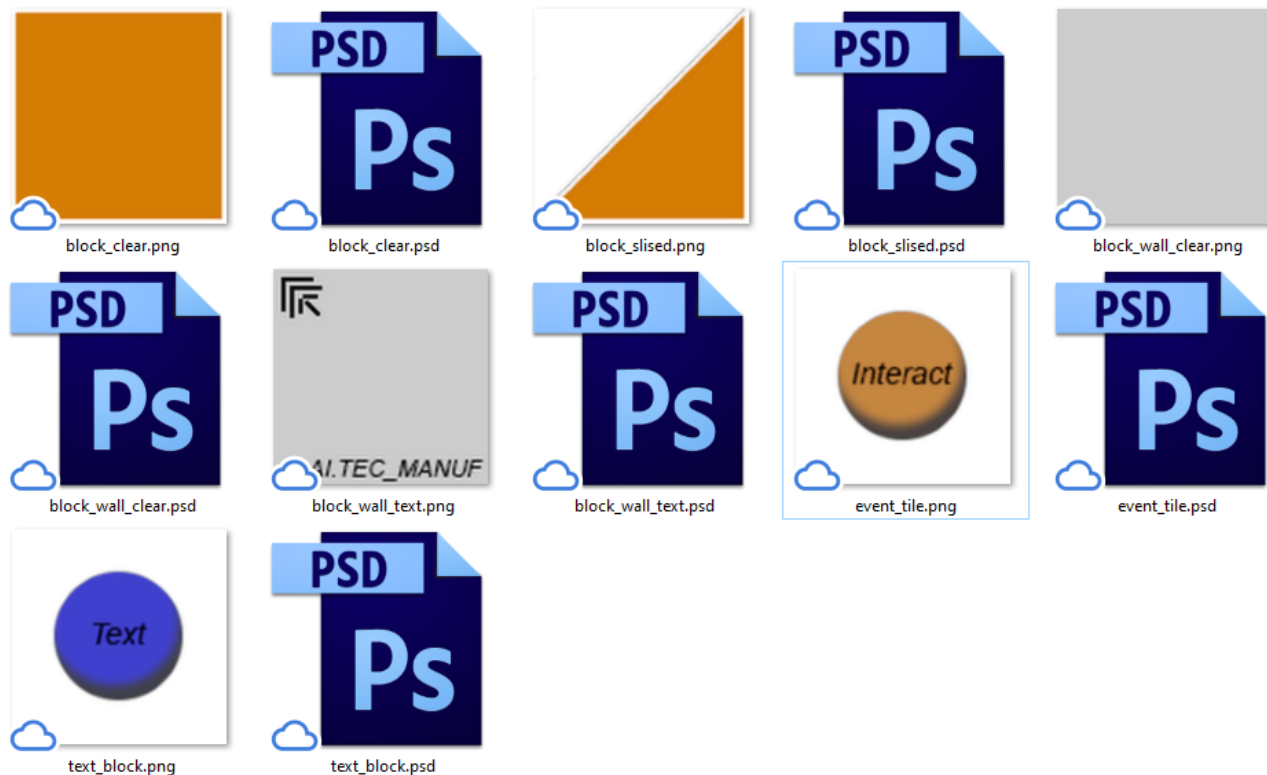 PSD
Ps
PSD
Ps
block_clear.png
block_clear.psd
block_slised.png
block_slised.psd
block_wall_clear.png
PSD
Ps
AI.TEC_MANUF
PSD
Ps
Interact
PSD
Ps
block_wall_clear.psd
block_wall_text.png
block_wall_text.psd
event_tile.png
event_tile.psd
Text
PSD
Ps
text_block.png
text_block.psd